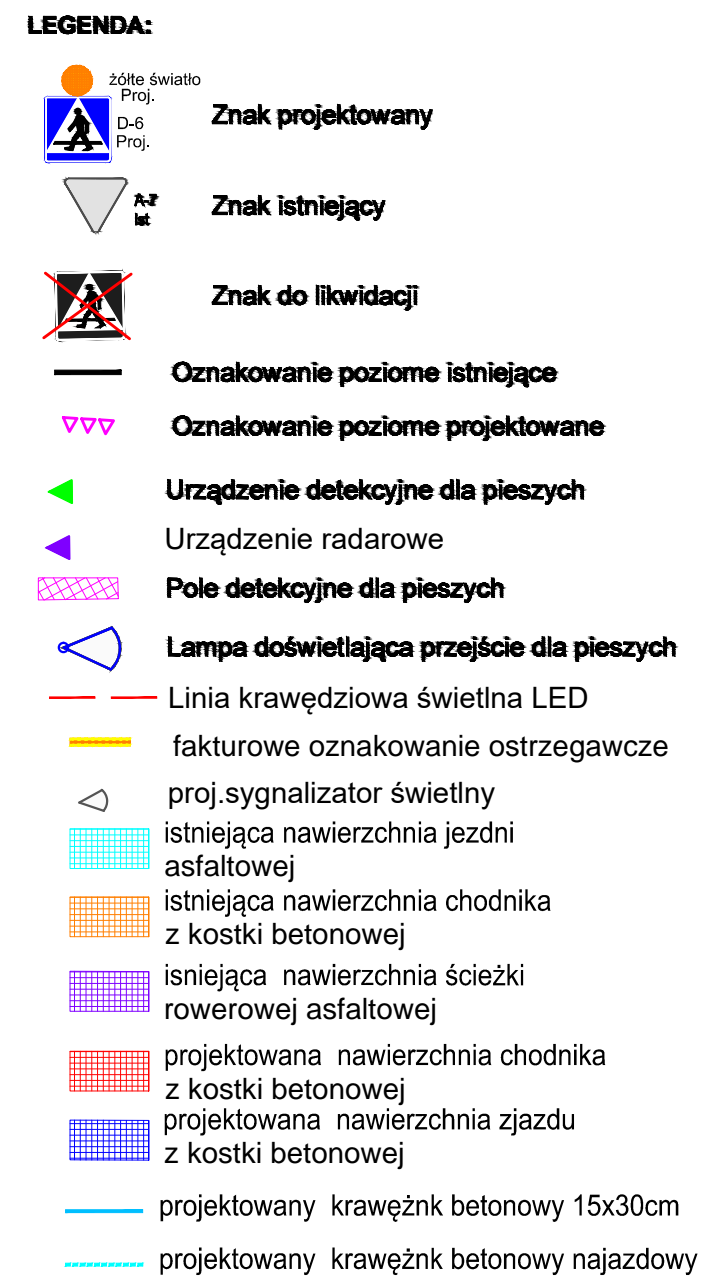 LEGENDA:
żółte światło
Proj.
D-6
Proj.
Znak projektowany
A-7
Ist
Znak istniejący
Znak do likwidacji
Oznakowanie poziome istniejące
Oznakowanie poziome projektowane
Urządzenie detekcyjne dla pieszych
Urządzenie radarowe
Pole detekcyjne dla pieszych
Lampa doświetlająca przejście dla pieszych
Linia krawędziowa świetlna LED
fakturowe oznakowanie ostrzegawcze
proj.sygnalizator świetlny
istniejąca nawierzchnia jezdni
asfaltowej
istniejąca nawierzchnia chodnika
z kostki betonowej
isniejąca nawierzchnia ścieżki
rowerowej asfaltowej
projektowana nawierzchnia chodnika
z kostki betonowej
projektowana nawierzchnia zjazdu
z kostki betonowej
projektowany krawężnk betonowy 15x30cm
projektowany krawężnk betonowy najazdowy